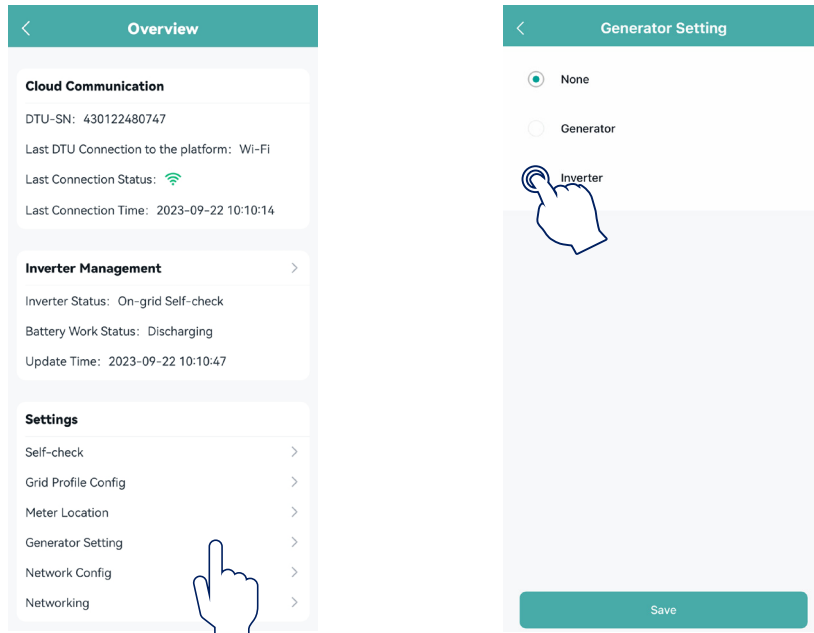 Overview
Cloud Communication
DTU-SN: 430122480747
Last DTU Connection to the platform: Wi-Fi
Last Connection Status:
Last Connection Time: 2023-09-22 10:10:14
Inverter Management
Inverter Status: On-grid Self-check
Battery Work Status: Discharging
Update Time: 2023-09-22 10:10:47
Settings
Self-check
Grid Profile Config
Meter Location
Generator Setting
Network Config
Networking
Generator Setting
None
Generator
Inverter
Save